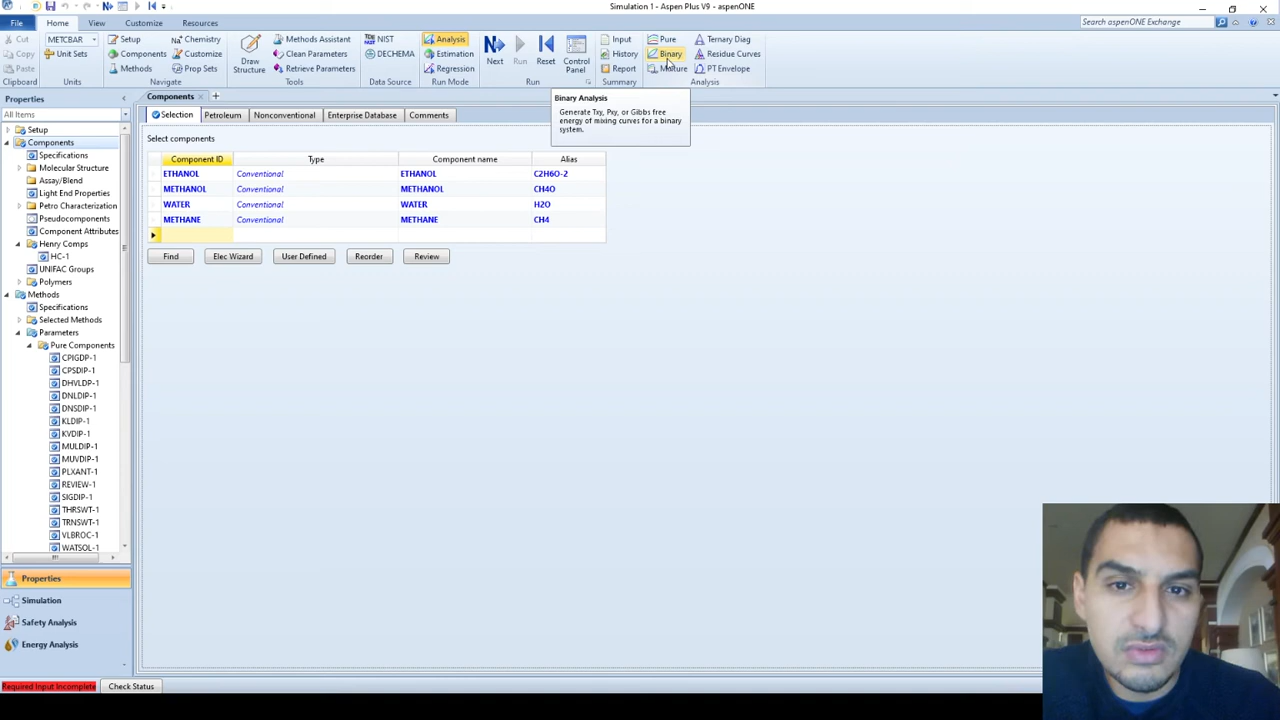 Simulation 1 - Aspen Plus V9 - aspenONE
File Home View Customize Resources
Search aspenONE Exchange
Cut METCBAR Setup Chemistry Methods Assistant NIST Analysis Input Pure Ternary Diag
Copy Unit Sets Components Customize Clean Parameters DECHEMA Estimation History Binary Residue Curves
Paste Methods Prop Sets Draw Structure Retrieve Parameters Regression Next Run Reset Control Panel Report Mixture PT Envelope
Clipboard Units Navigate Tools Data Source Run Mode Run Summary Analysis
Properties
All Items
Setup
Components
Specifications
Molecular Structure
Assay/Blend
Light End Properties
Petro Characterization
Pseudocomponents
Component Attributes
Henry Comps
HC-1
UNIFAC Groups
Polymers
Methods
Specifications
Selected Methods
Parameters
Pure Components
CPIGDP-1
CPSDIP-1
DHVLDP-1
DNLDIP-1
DNSDIP-1
KLDIP-1
KVDIP-1
MULDIP-1
MUVDIP-1
PLXANT-1
REVIEW-1
SIGDIP-1
THRSWT-1
TRNSWT-1
VLBROC-1
WATSOL-1
Properties
Simulation
Safety Analysis
Energy Analysis
Components
Selection Petroleum Nonconventional Enterprise Database Comments
Binary Analysis
Generate Txy, Pxy, or Gibbs free
energy of mixing curves for a binary
system.
Select components
Component ID Type Component name Alias
ETHANOL Conventional ETHANOL C2H6O-2
METHANOL Conventional METHANOL CH4O
WATER Conventional WATER H2O
METHANE Conventional METHANE CH4
Find Elec Wizard User Defined Reorder Review
Required Input Incomplete Check Status